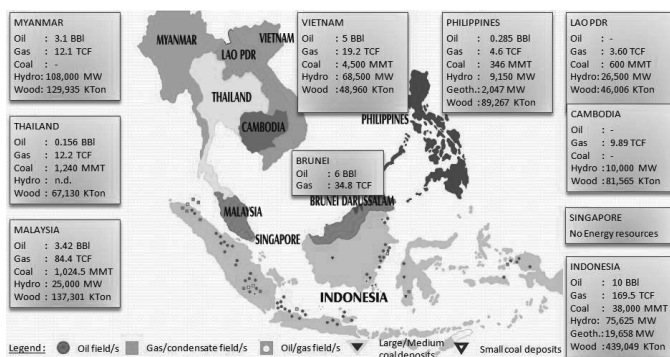 MYANMAR
Oil : 3.1 BBl
Gas : 12.1 TCF
Coal : -
Hydro: 108,000 MW
Wood : 129,935 KTon
THAILAND
Oil : 0.156 BBl
Gas : 12.2 TCF
Coal : 1,240 MMT
Hydro : n.d.
Wood : 67,130 KTon
MALAYSIA
Oil : 3.42 BBl
Gas : 84.4 TCF
Coal : 1,024.5 MMT
Hydro : 25,000 MW
Wood : 137,301 KTon
VIETNAM
Oil : 5 BBl
Gas : 19.2 TCF
Coal : 4,500 MMT
Hydro : 68,500 MW
Wood : 48,960 KTon
PHILIPPINES
Oil : 0.285 BBl
Gas : 4.6 TCF
Coal : 346 MMT
Hydro : 9,150 MW
Geoth.: 2,047 MW
Wood : 89,267 KTon
LAO PDR
Oil : -
Gas : 3.60 TCF
Coal : 600 MMT
Hydro : 26,500 MW
Wood : 46,006 KTon
CAMBODIA
Oil : -
Gas : 9.89 TCF
Coal : -
Hydro : 10,000 MW
Wood : 81,565 KTon
BRUNEI
Oil : 6 BBl
Gas : 34.8 TCF
SINGAPORE
No Energy resources
INDONESIA
Oil : 10 BBl
Gas : 169.5 TCF
Coal : 38,000 MMT
Hydro : 75,625 MW
Geoth. : 19,658 MW
Wood : 439,049 KTon
MYANMAR
VIETNAM
LAO PDR
THAILAND
CAMBODIA
PHILIPPINES
BRUNEI DARUSSALAM
MALAYSIA
SINGAPORE
INDONESIA
Legend : Oil field/s Gas/condensate field/s Oil/gas field/s Large/Medium coal deposits Small coal deposits